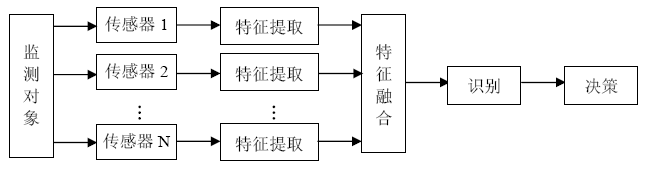 监测对象
传感器 1
特征提取
传感器 2
特征提取
⋮
⋮
传感器 N
特征提取
特征融合
识别
决策